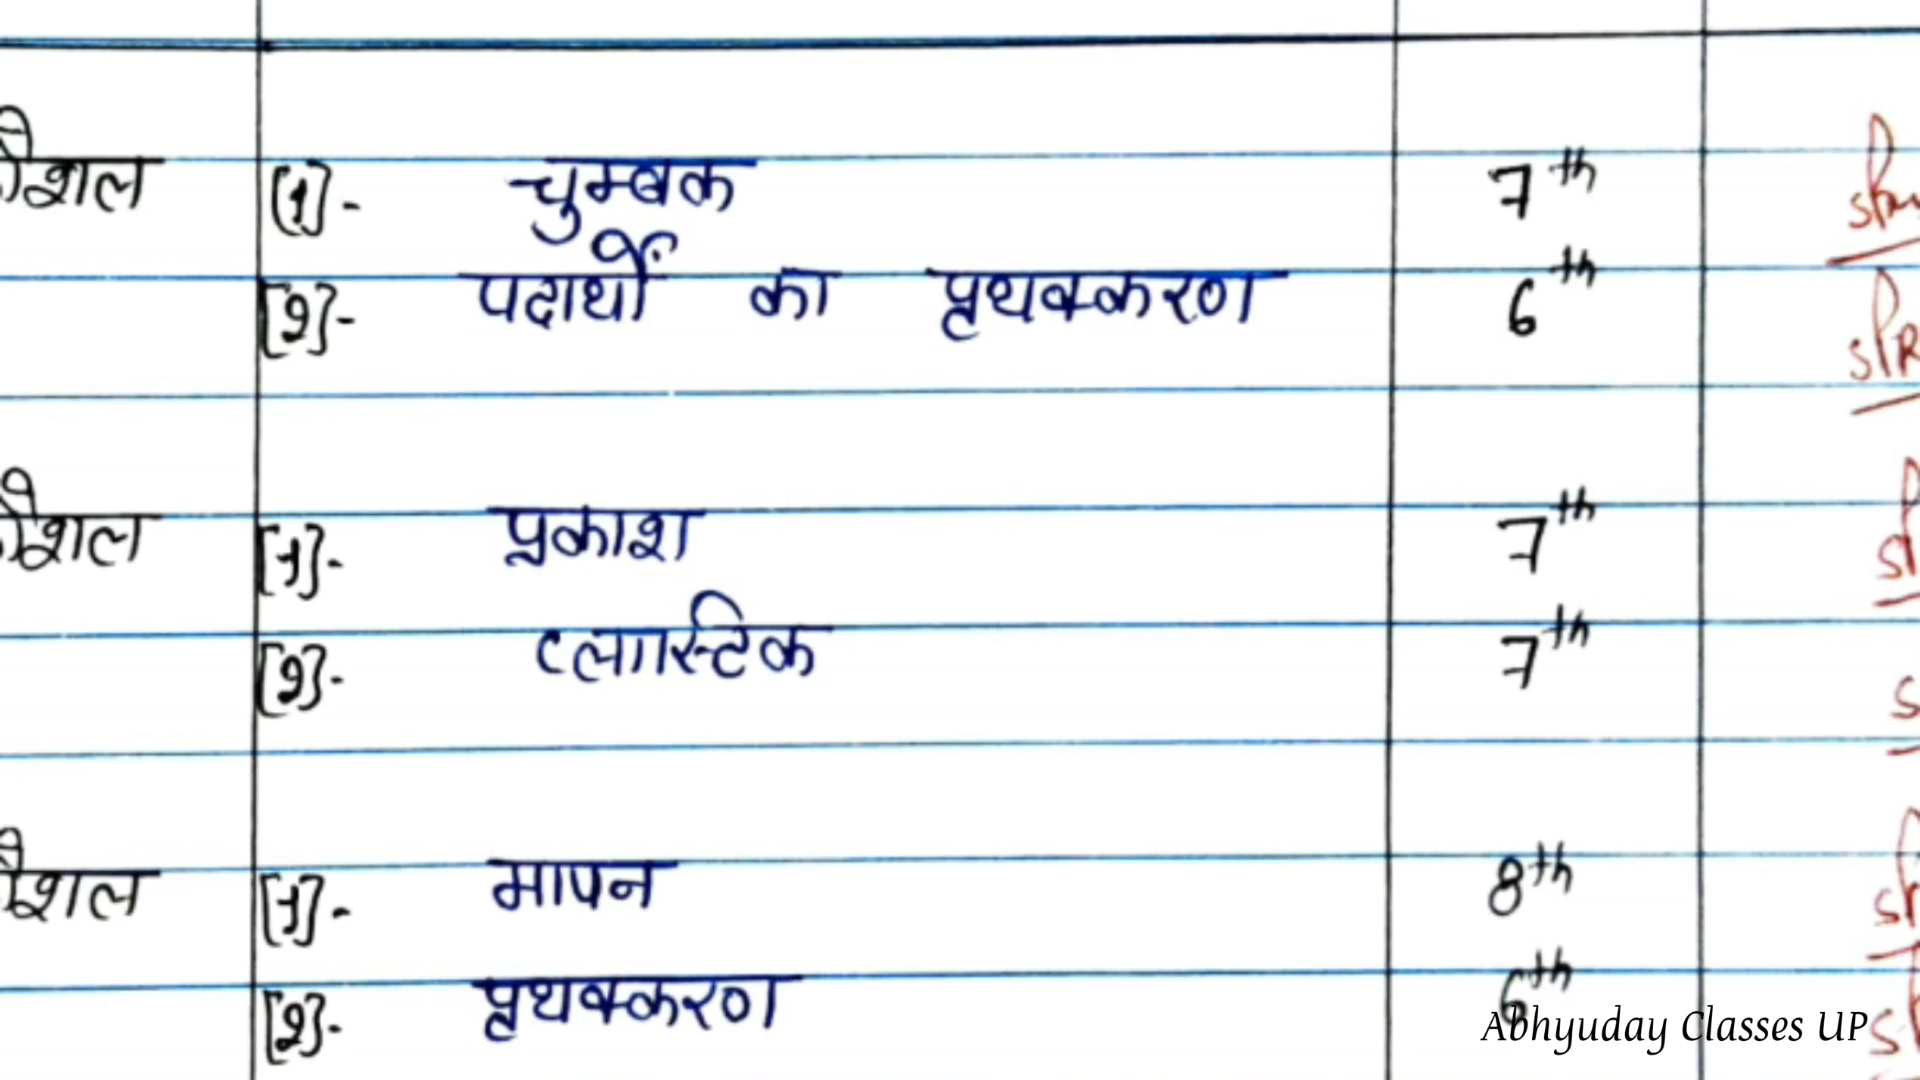 कौशल [1]- चुम्बक 7th
[2]- पदार्थों का पृथक्करण 6th
कौशल [1]- प्रकाश 7th
[2]- प्लास्टिक 7th
कौशल [1]- मापन 8th
[2]- पृथक्करण 6th
Abhyuday Classes UP